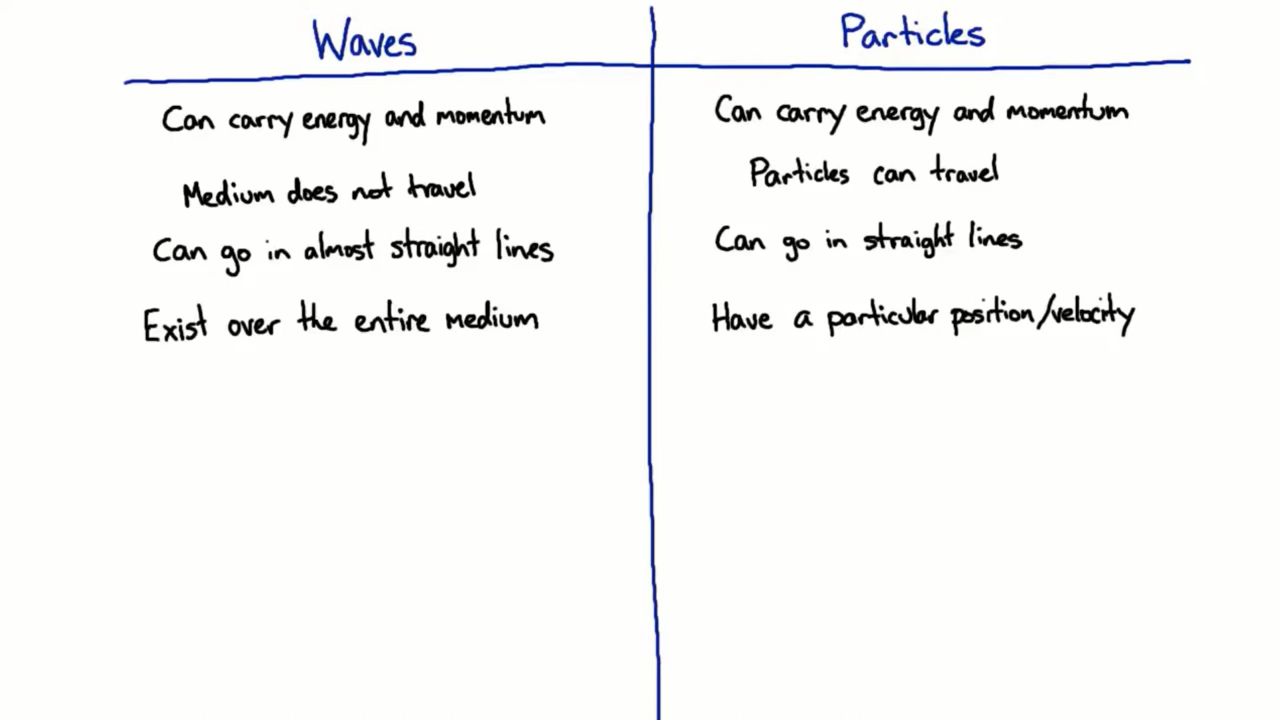 Waves
Particles
Can carry energy and momentum
Can carry energy and momentum
Medium does not travel
Particles can travel
Can go in almost straight lines
Can go in straight lines
Exist over the entire medium
Have a particular position/velocity